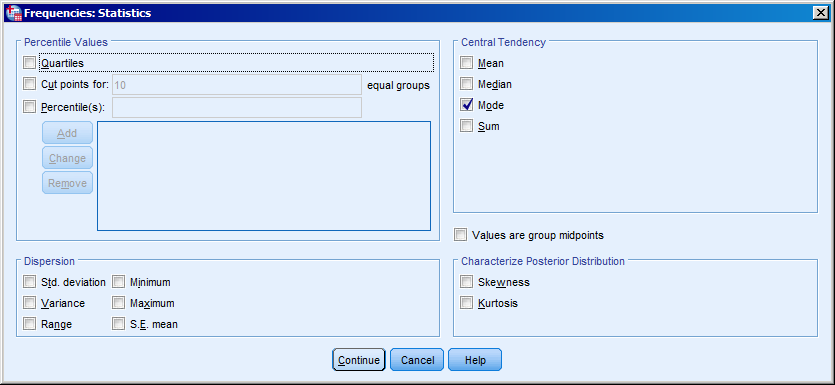 Frequencies: Statistics
Percentile Values
Quartiles
Cut points for: 10 equal groups
Percentile(s):
Add
Change
Remove
Central Tendency
Mean
Median
Mode
Sum
Values are group midpoints
Dispersion
Std. deviation Minimum
Variance Maximum
Range S.E. mean
Characterize Posterior Distribution
Skewness
Kurtosis
Continue Cancel Help